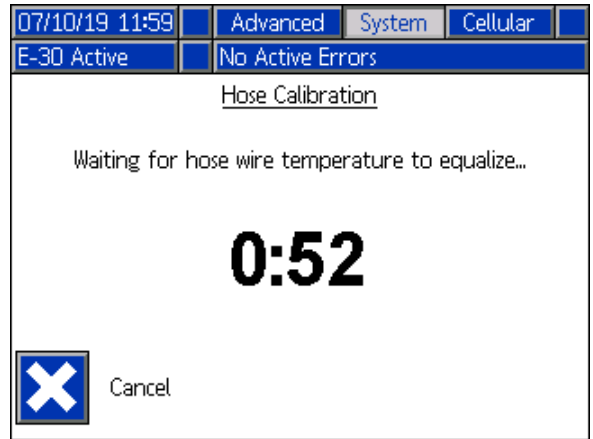 07/10/19 11:59 Advanced System Cellular
E-30 Active No Active Errors
Hose Calibration
Waiting for hose wire temperature to equalize...
0:52
Cancel